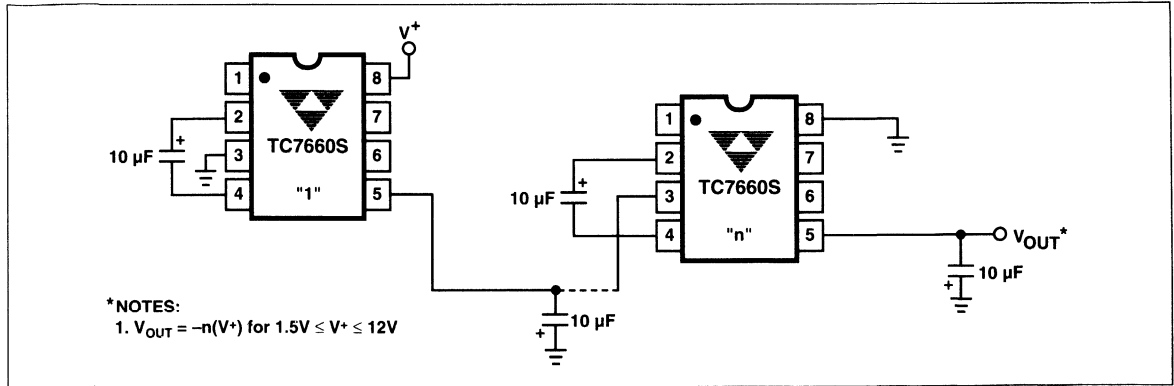 V+
1
8
2
7
TC7660S
+
10 µF
3
6
4
"1"
5
1
8
2
7
TC7660S
+
10 µF
3
6
4
"n"
5
VOUT*
10 µF
+
10 µF
+
*NOTES:
1. VOUT = –n(V+) for 1.5V ≤ V+ ≤ 12V